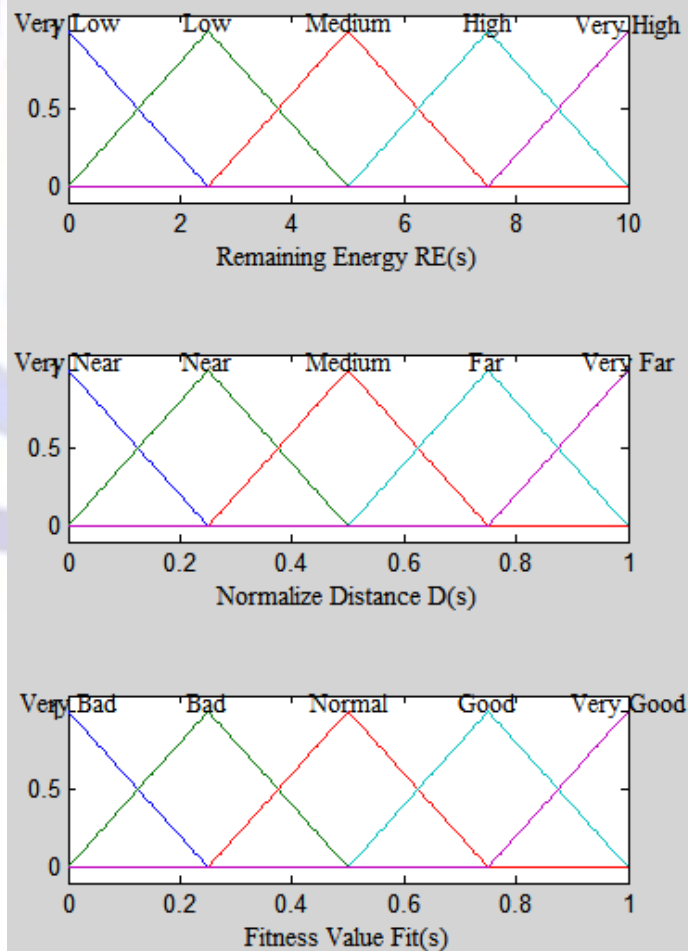 Very Low Low Medium High Very High
1
0.5
0
0 2 4 6 8 10
Remaining Energy RE(s)
Very Near Near Medium Far Very Far
1
0.5
0
0 0.2 0.4 0.6 0.8 1
Normalize Distance D(s)
Very Bad Bad Normal Good Very Good
1
0.5
0
0 0.2 0.4 0.6 0.8 1
Fitness Value Fit(s)